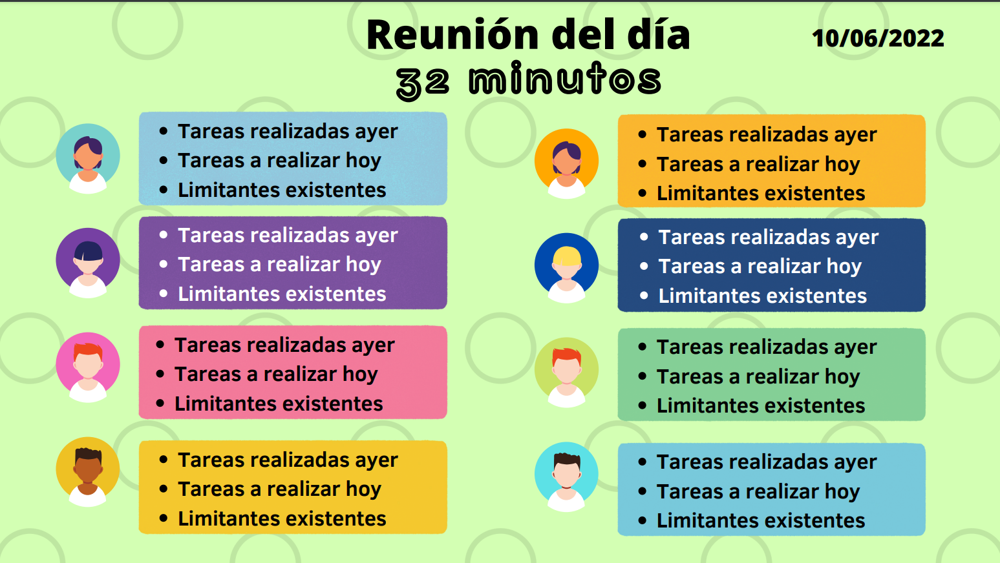 Reunión del día
10/06/2022
32 minutos
• Tareas realizadas ayer
• Tareas a realizar hoy
• Limitantes existentes
• Tareas realizadas ayer
• Tareas a realizar hoy
• Limitantes existentes
• Tareas realizadas ayer
• Tareas a realizar hoy
• Limitantes existentes
• Tareas realizadas ayer
• Tareas a realizar hoy
• Limitantes existentes
• Tareas realizadas ayer
• Tareas a realizar hoy
• Limitantes existentes
• Tareas realizadas ayer
• Tareas a realizar hoy
• Limitantes existentes
• Tareas realizadas ayer
• Tareas a realizar hoy
• Limitantes existentes
• Tareas realizadas ayer
• Tareas a realizar hoy
• Limitantes existentes